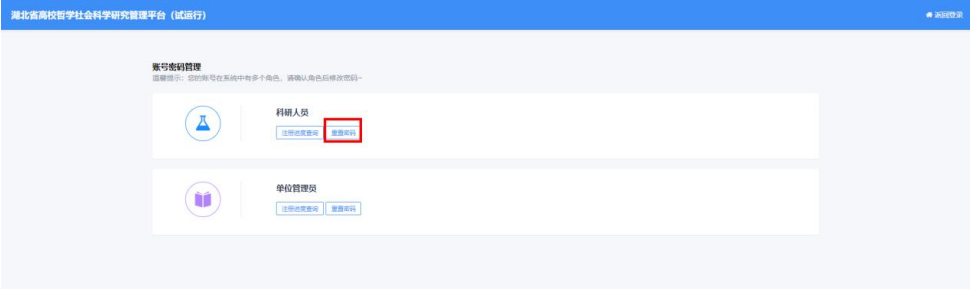 湖北省高校哲学社会科学研究管理平台（试运行）
返回登录
账号密码管理
温馨提示：您的账号在系统中有多个角色，请确认角色后修改密码~
科研人员
注册进度查询 重置密码
单位管理员
注册进度查询 重置密码